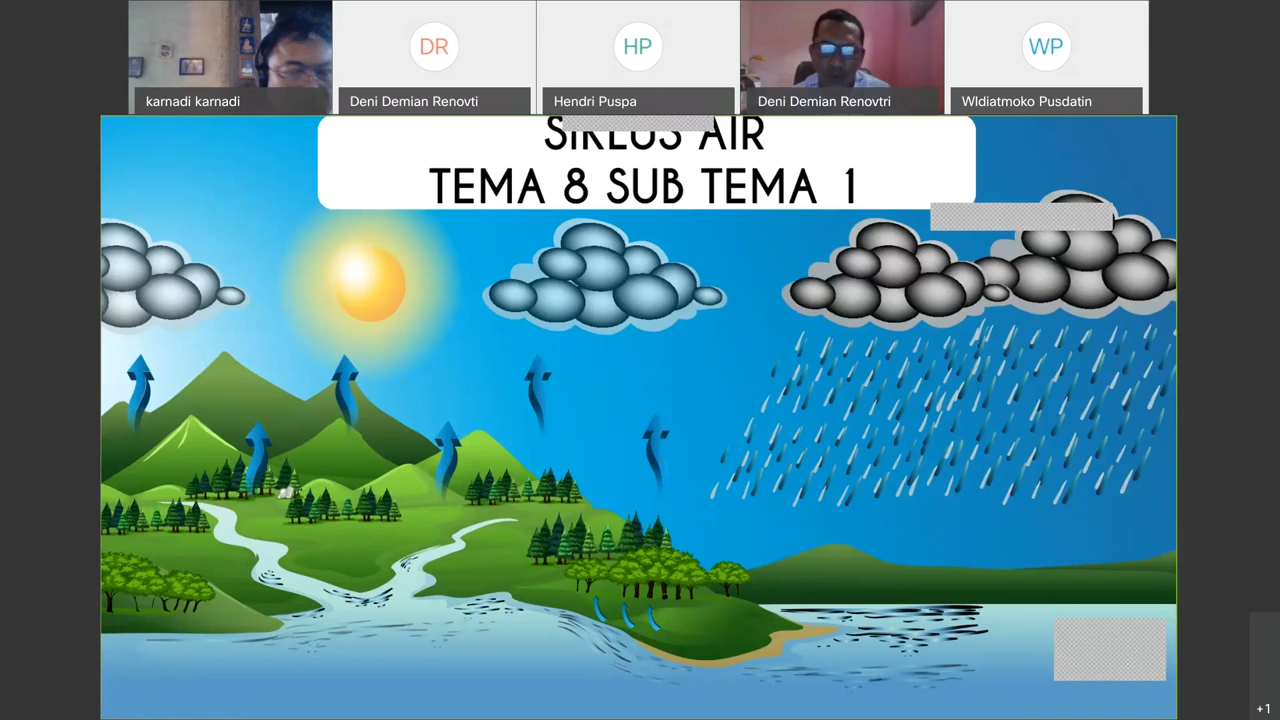 DR
HP
WP
karnadi karnadi
Deni Demian Renovti
Hendri Puspa
Deni Demian Renovtri
WIdiatmoko Pusdatin
SIKLUS AIR
TEMA 8 SUB TEMA 1
+1